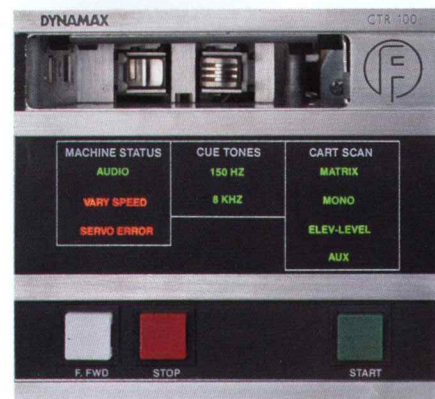 DYNAMAX CTR 100
MACHINE STATUS CUE TONES CART SCAN
AUDIO 150 HZ MATRIX
VARY SPEED 8 KHZ MONO
SERVO ERROR ELEV-LEVEL
AUX
F. FWD STOP START